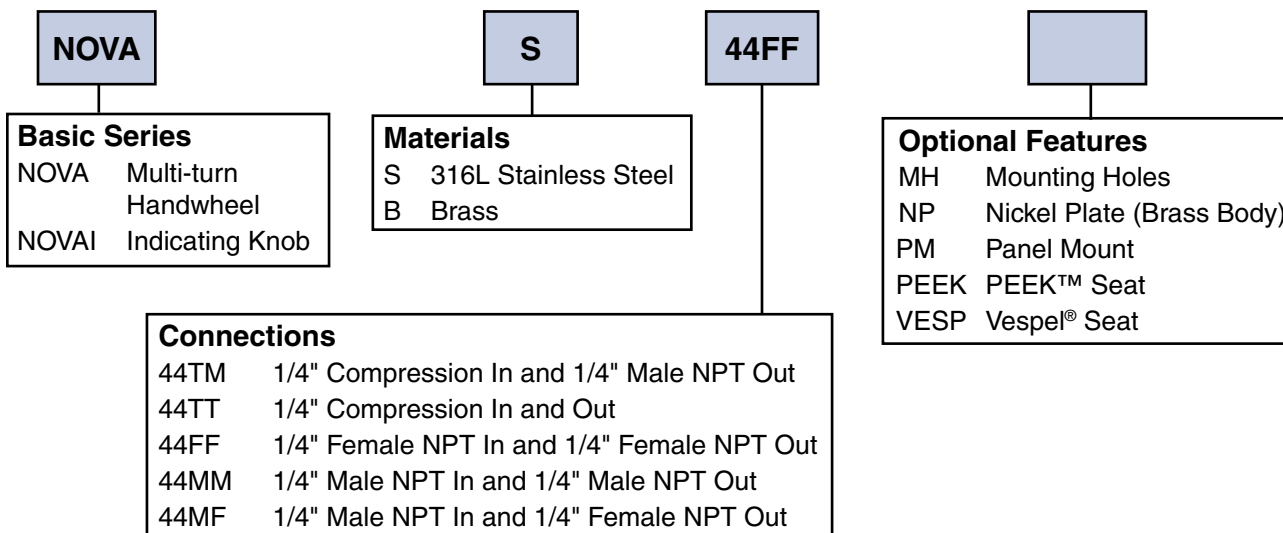 NOVA
S
44FF
Basic Series
NOVA Multi-turn
Handwheel
NOVAI Indicating Knob
Materials
S 316L Stainless Steel
B Brass
Optional Features
MH Mounting Holes
NP Nickel Plate (Brass Body)
PM Panel Mount
PEEK PEEK™ Seat
VESP Vespel® Seat
Connections
44TM 1/4" Compression In and 1/4" Male NPT Out
44TT 1/4" Compression In and Out
44FF 1/4" Female NPT In and 1/4" Female NPT Out
44MM 1/4" Male NPT In and 1/4" Male NPT Out
44MF 1/4" Male NPT In and 1/4" Female NPT Out